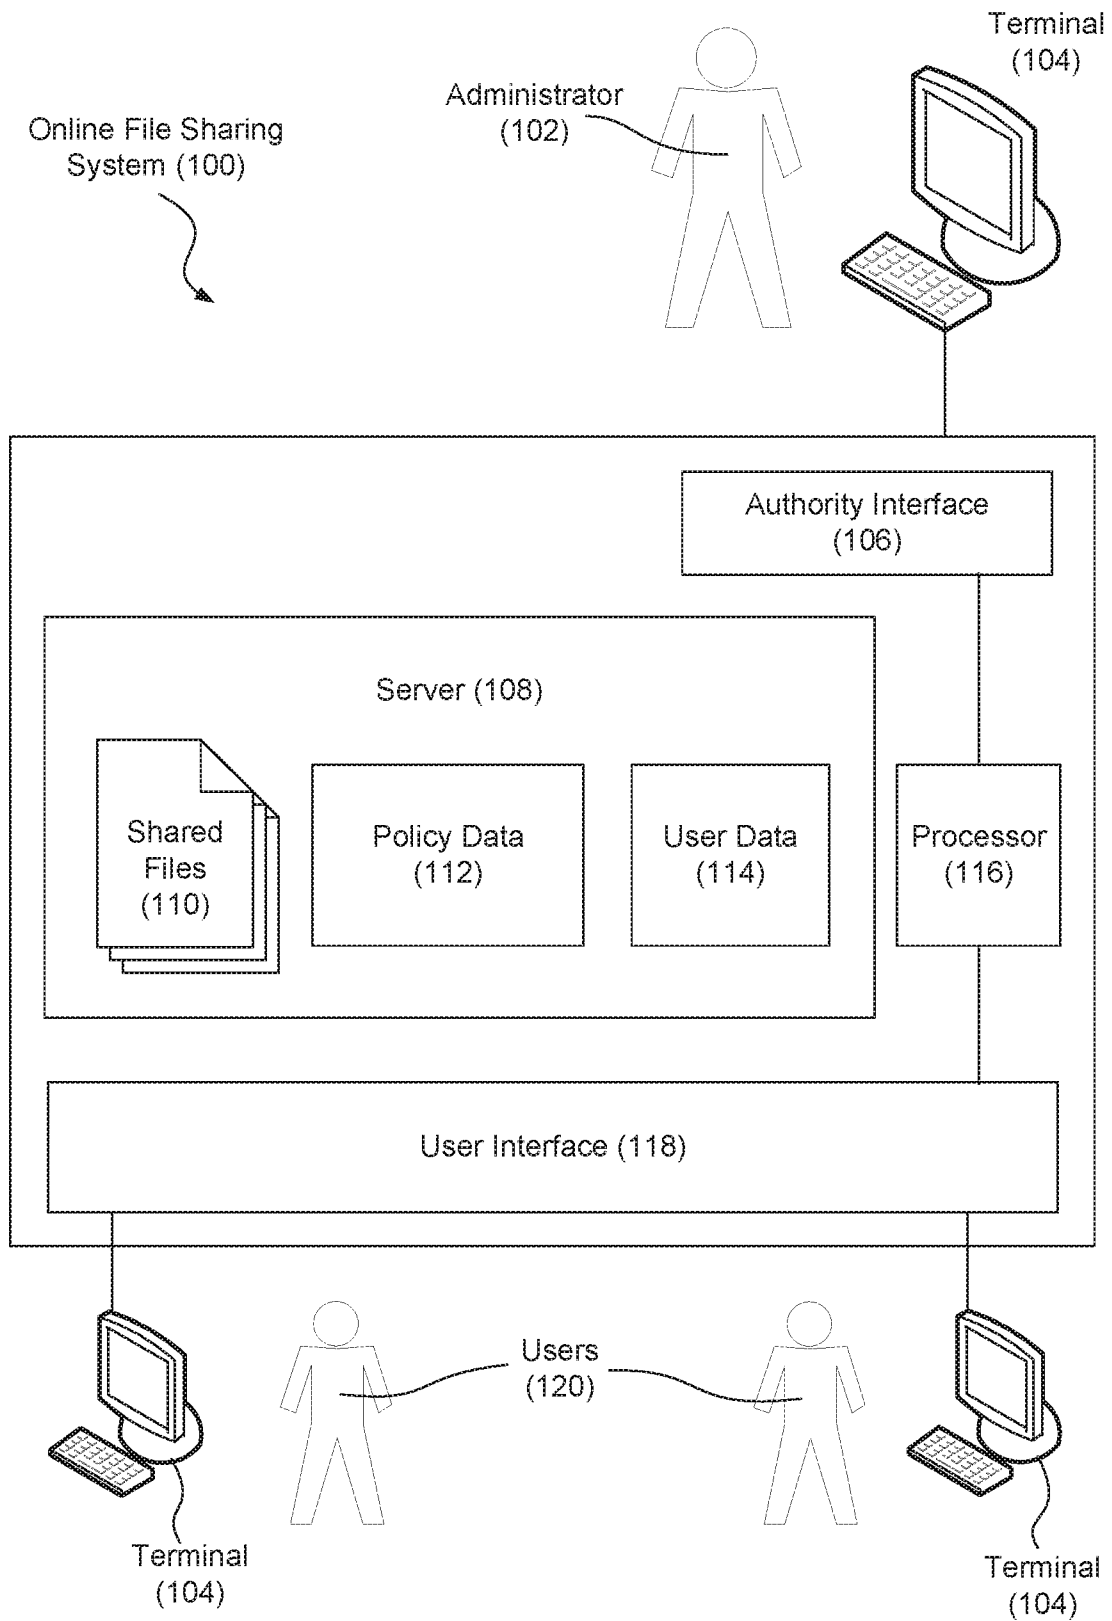 Terminal
(104)
Administrator
(102)
Online File Sharing
System (100)
Authority Interface
(106)
Server (108)
Shared
Files
(110)
Policy Data
(112)
User Data
(114)
Processor
(116)
User Interface (118)
Users
(120)
Terminal
(104)
Terminal
(104)